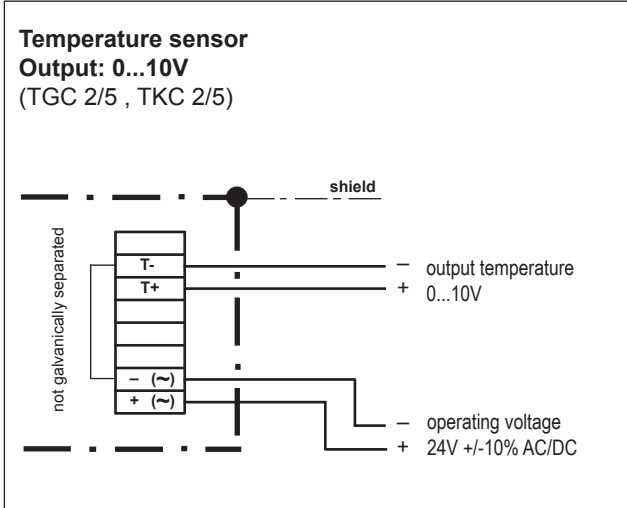 Temperature sensor
Output: 0...10V
(TGC 2/5 , TKC 2/5)
shield
not galvanically separated
T-
T+
– (~)
+ (~)
– output temperature
+ 0...10V
– operating voltage
+ 24V +/-10% AC/DC